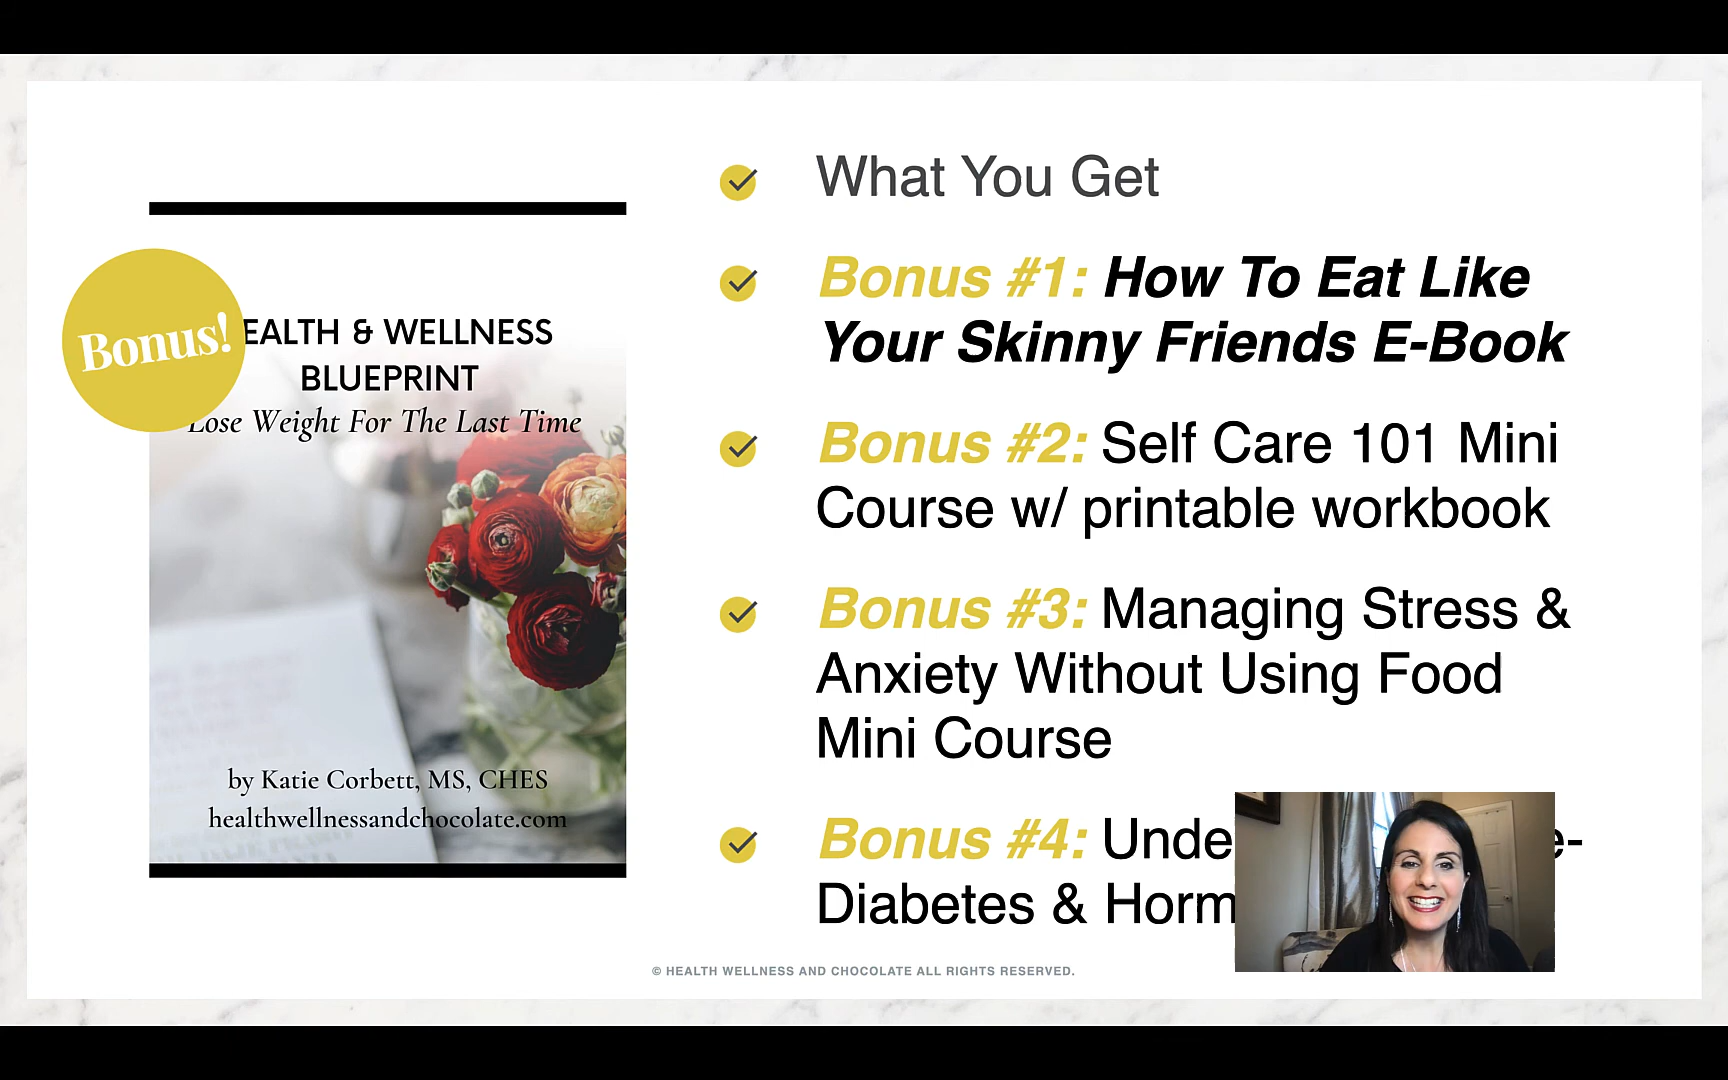 Bonus!
EALTH & WELLNESS
BLUEPRINT
Lose Weight For The Last Time
by Katie Corbett, MS, CHES
healthwellnessandchocolate.com
What You Get
Bonus #1: How To Eat Like
Your Skinny Friends E-Book
Bonus #2: Self Care 101 Mini
Course w/ printable workbook
Bonus #3: Managing Stress &
Anxiety Without Using Food
Mini Course
Bonus #4:
Diabetes &
© HEALTH WELLNESS AND CHOCOLATE ALL RIGHTS RESERVED.